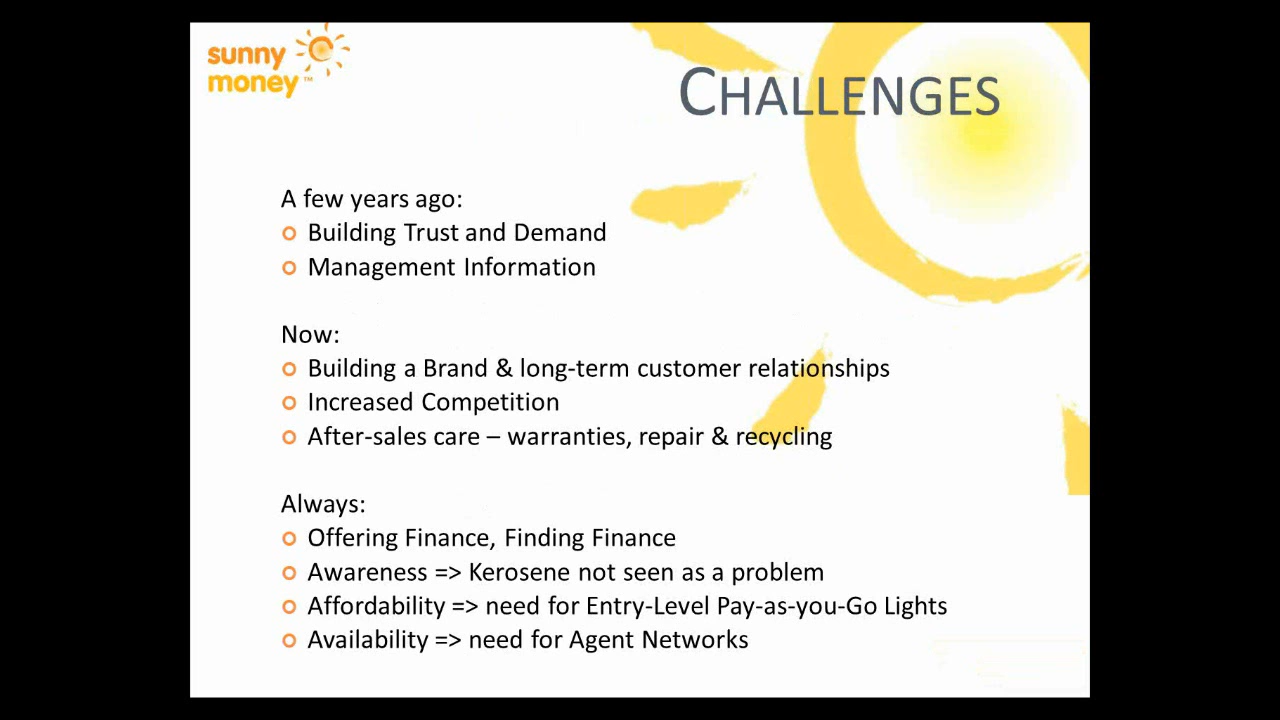 sunny
money™
CHALLENGES
A few years ago:
Building Trust and Demand
Management Information
Now:
Building a Brand & long-term customer relationships
Increased Competition
After-sales care – warranties, repair & recycling
Always:
Offering Finance, Finding Finance
Awareness => Kerosene not seen as a problem
Affordability => need for Entry-Level Pay-as-you-Go Lights
Availability => need for Agent Networks